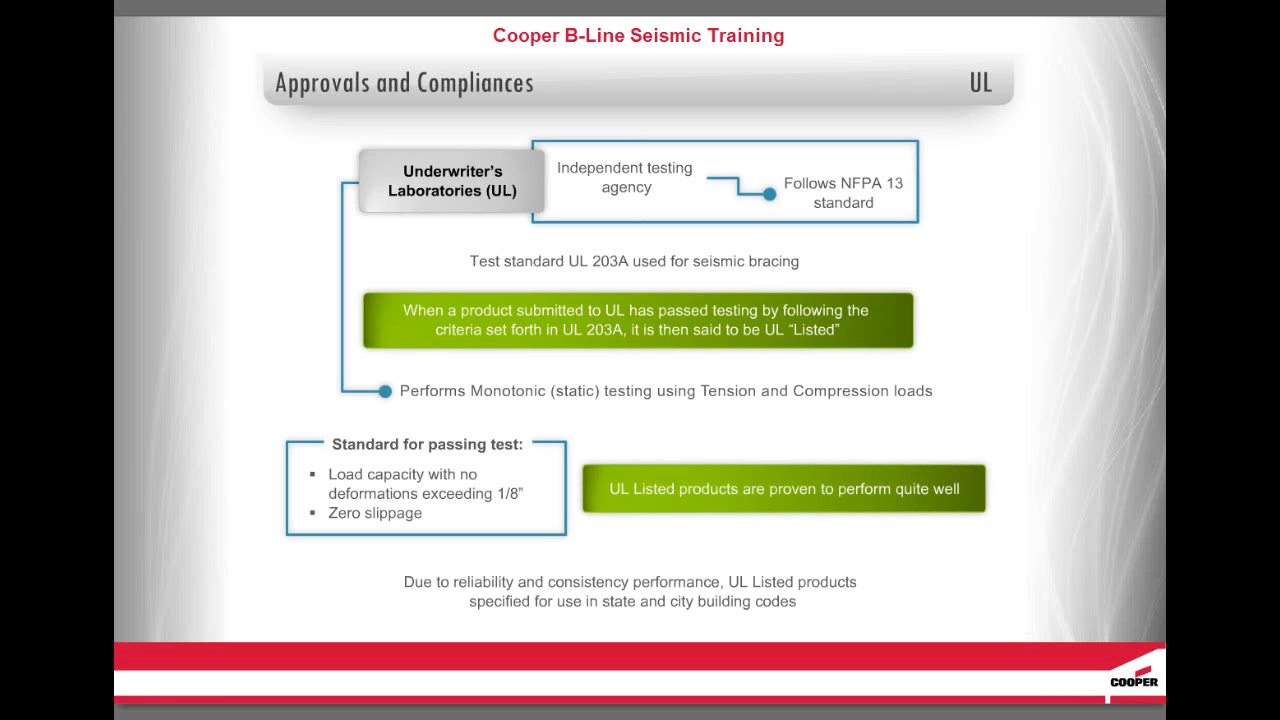 Cooper B-Line Seismic Training
Approvals and Compliances
UL
Underwriter's
Laboratories (UL)
Independent testing
agency
Follows NFPA 13
standard
Test standard UL 203A used for seismic bracing
When a product submitted to UL has passed testing by following the
criteria set forth in UL 203A, it is then said to be UL “Listed”
Performs Monotonic (static) testing using Tension and Compression loads
Standard for passing test:
▪ Load capacity with no
deformations exceeding 1/8”
▪ Zero slippage
UL Listed products are proven to perform quite well
Due to reliability and consistency performance, UL Listed products
specified for use in state and city building codes
COOPER